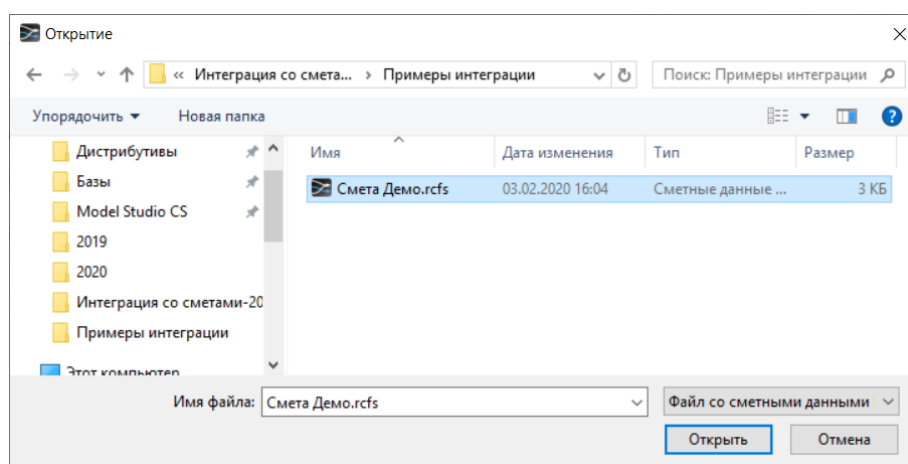 Открытие
« Интеграция со смета... › Примеры интеграции
Поиск: Примеры интеграции
Упорядочить Новая папка
?
Имя Дата изменения Тип Размер
Смета Демо.rcfs 03.02.2020 16:04 Сметные данные ... 3 КБ
Дистрибутивы
Базы
Model Studio CS
2019
2020
Интеграция со сметами-20
Примеры интеграции
Этот компьютер
Имя файла: Смета Демо.rcfs Файл со сметными данными
Открыть Отмена